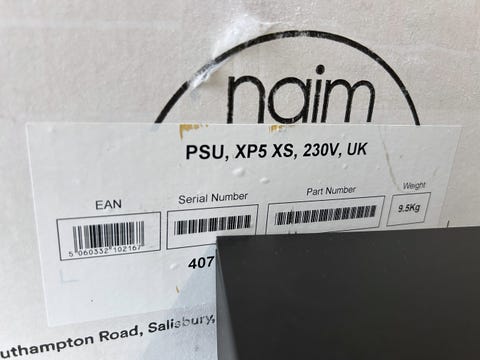 naim
PSU, XP5 XS, 230V, UK
EAN Serial Number Part Number Weight
5 060332 102167 9.5Kg
407
uthampton Road, Salisbury,